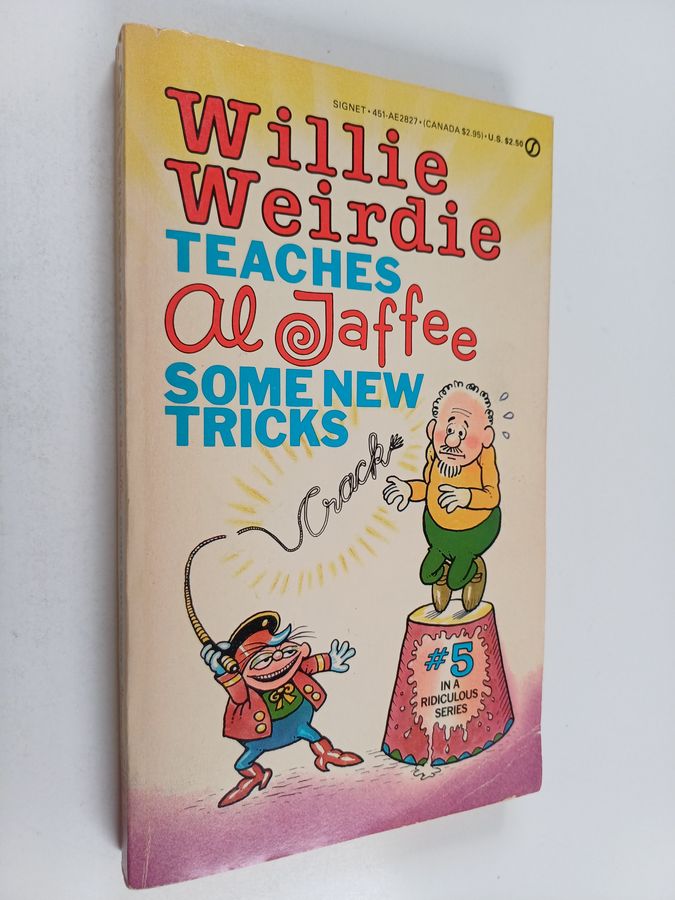 SIGNET • 451-AE2827 • (CANADA $2.95) • U.S. $2.50
Willie
Weirdie
TEACHES
Al Jaffee
SOME NEW
TRICKS
Crack
#5
IN A
RIDICULOUS
SERIES